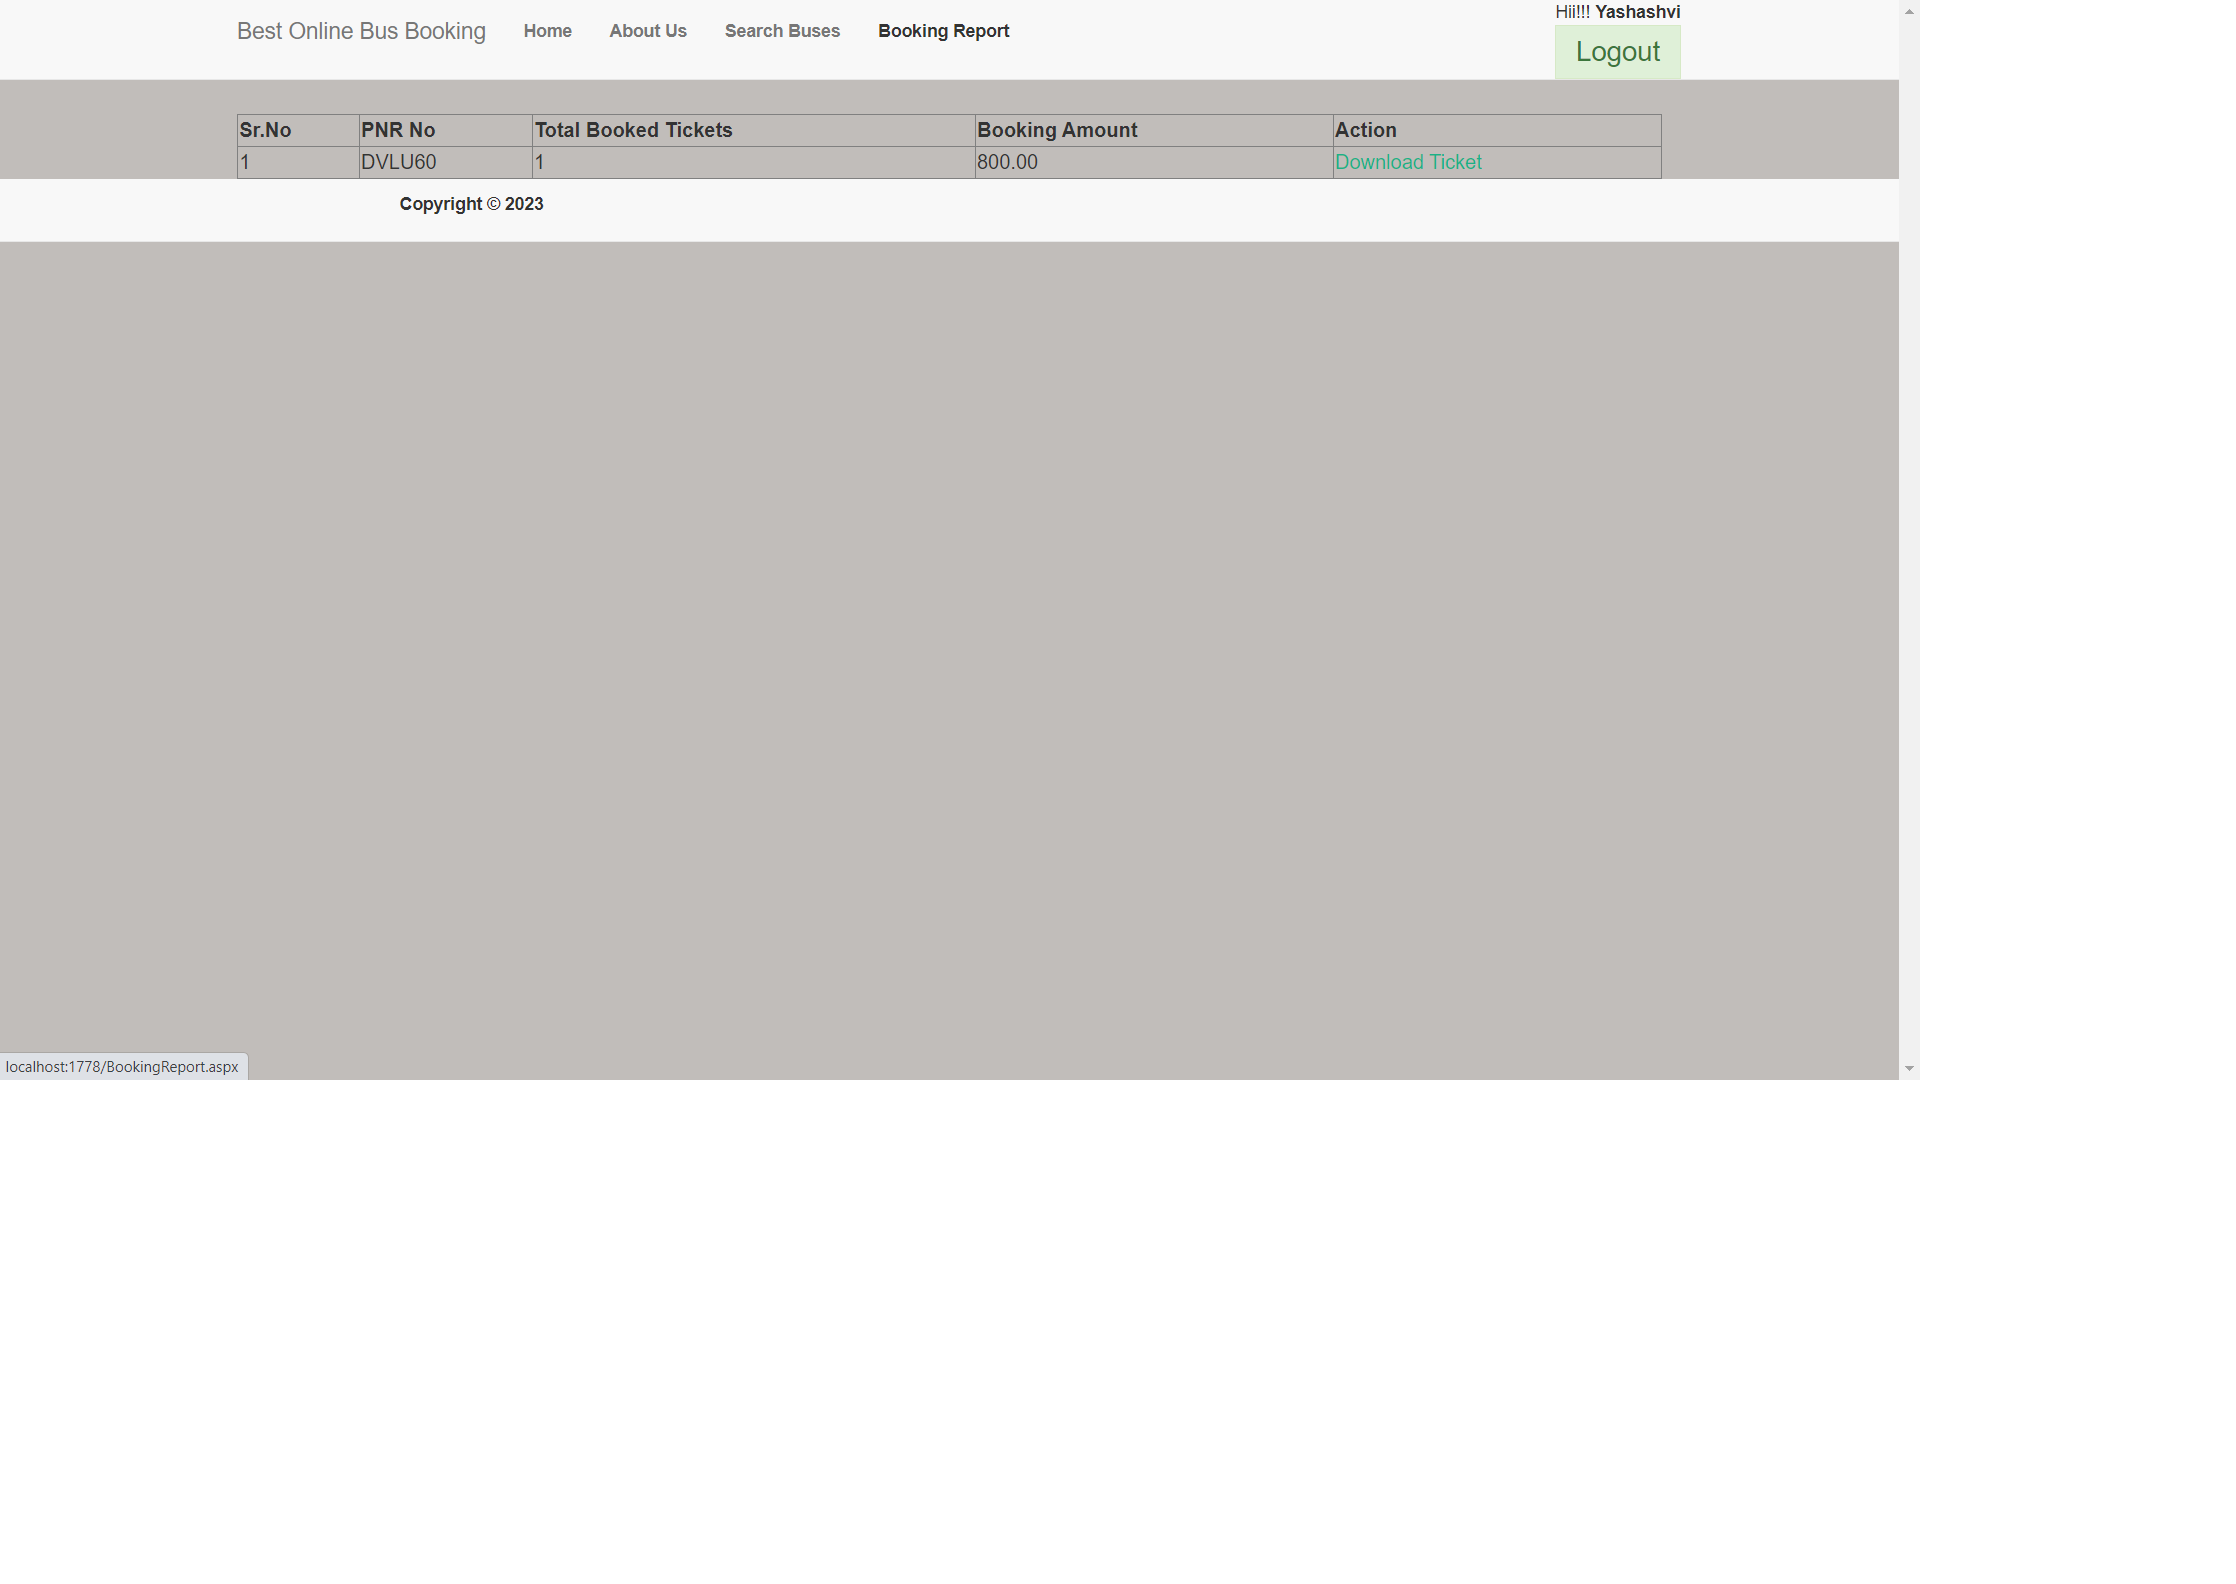 Best Online Bus Booking Home About Us Search Buses Booking Report
Hii!!! Yashashvi
Logout
Sr.No PNR No Total Booked Tickets Booking Amount Action
1 DVLU60 1 800.00 Download Ticket
Copyright © 2023
localhost:1778/BookingReport.aspx